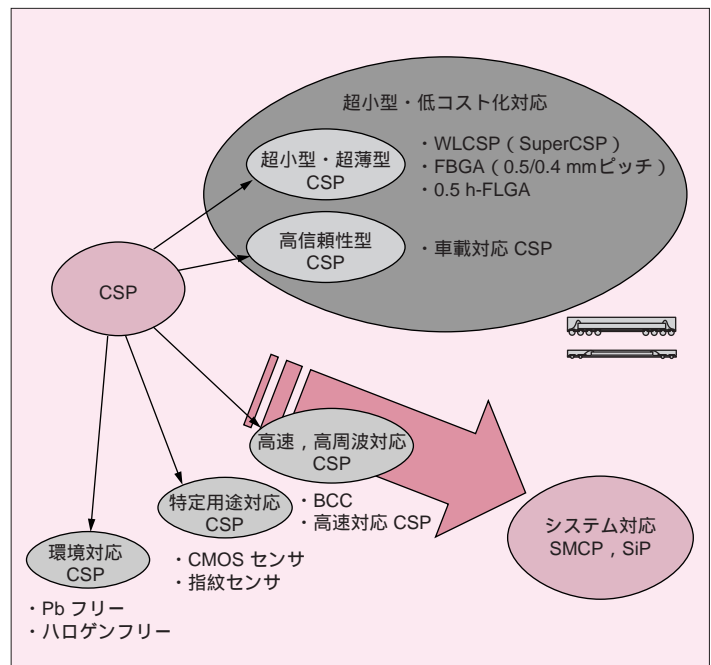 超小型・低コスト化対応
超小型・超薄型
CSP
・WLCSP（SuperCSP）
・FBGA（0.5/0.4 mmピッチ）
・0.5 h-FLGA
高信頼性型
CSP
・車載対応 CSP
CSP
高速，高周波対応
CSP
・BCC
・高速対応 CSP
特定用途対応
CSP
・CMOS センサ
・指紋センサ
環境対応
CSP
・Pb フリー
・ハロゲンフリー
システム対応
SMCP，SiP